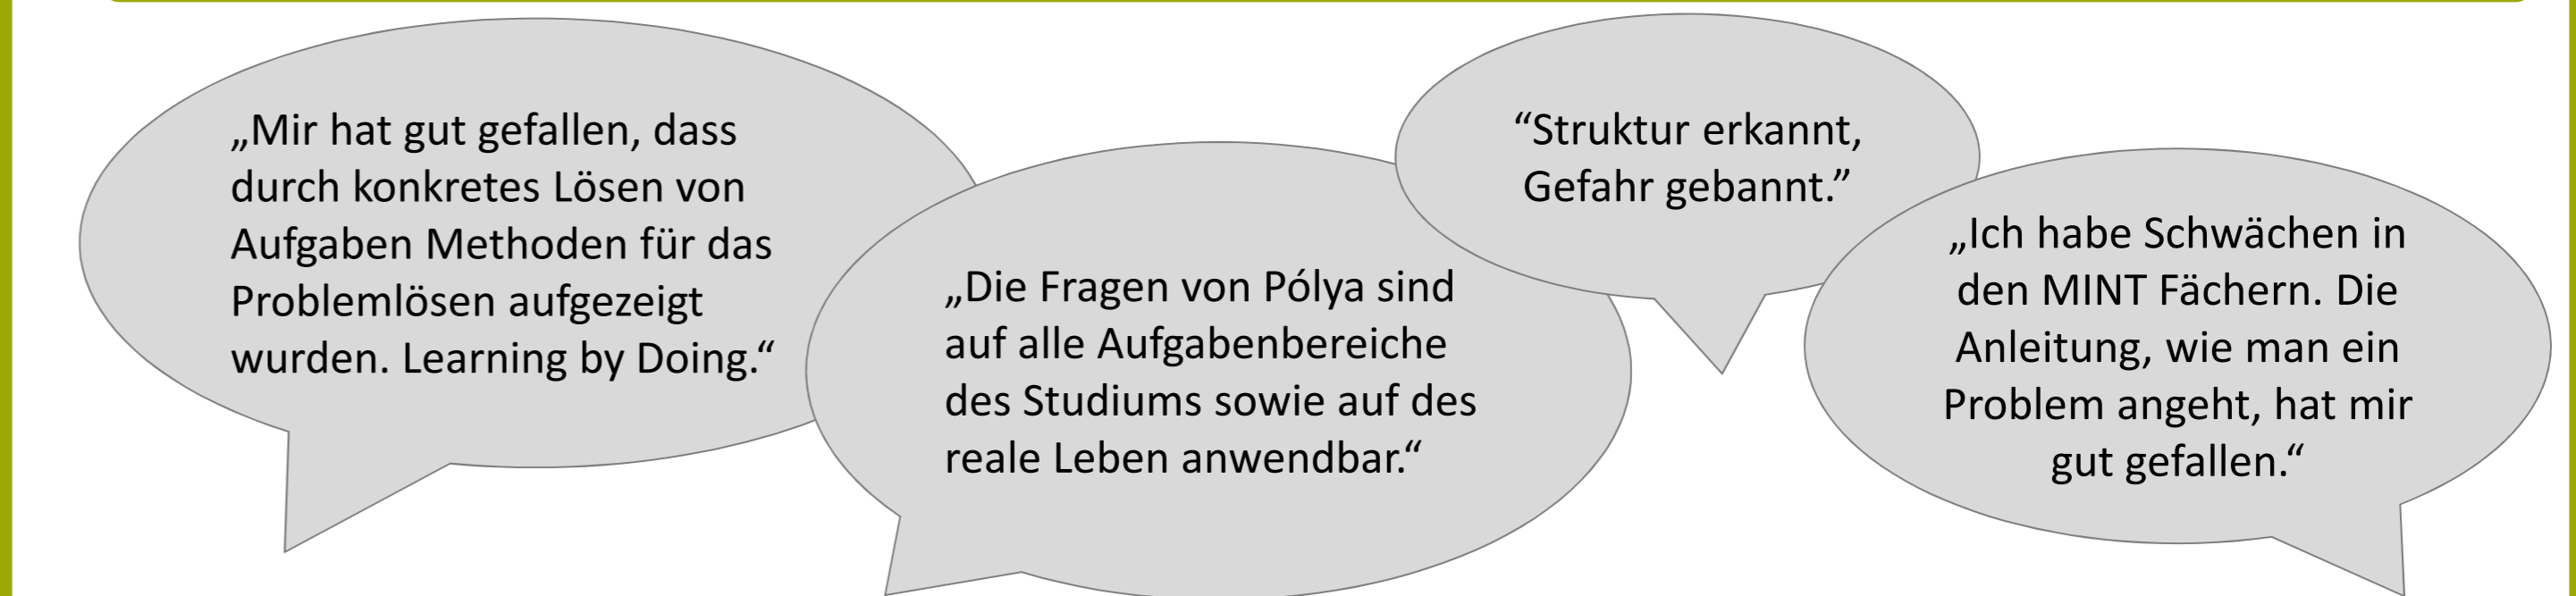 „Mir hat gut gefallen, dass
durch konkretes Lösen von
Aufgaben Methoden für das
Problemlösen aufgezeigt
wurden. Learning by Doing.“
„Die Fragen von Pólya sind
auf alle Aufgabenbereiche
des Studiums sowie auf des
reale Leben anwendbar.“
“Struktur erkannt,
Gefahr gebannt.”
„Ich habe Schwächen in
den MINT Fächern. Die
Anleitung, wie man ein
Problem angeht, hat mir
gut gefallen.“